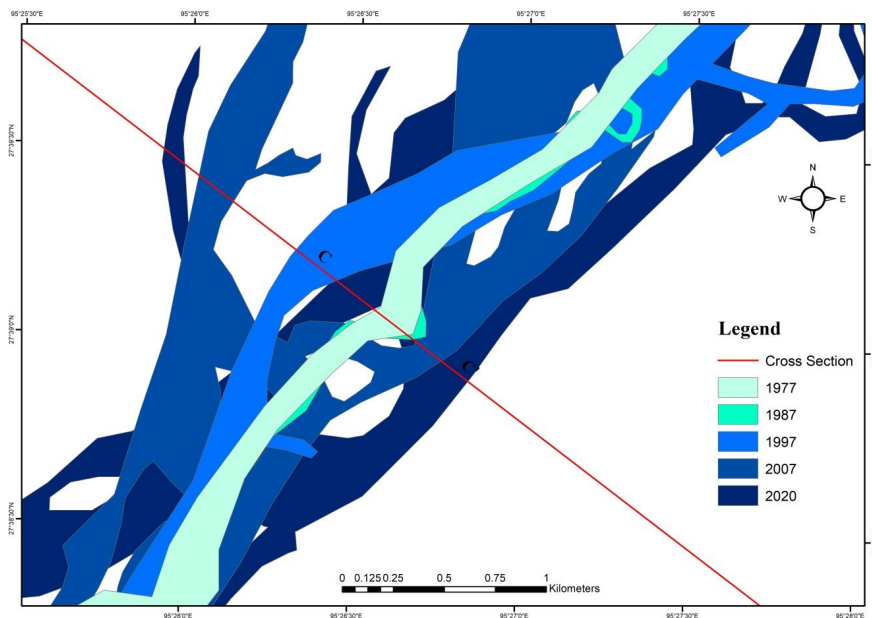 95°25'30"E 95°26'0"E 95°26'30"E 95°27'0"E 95°27'30"E
27°39'30"N
N
W E
S
27°39'0"N
Legend
Cross Section
1977
1987
1997
2007
2020
27°38'30"N
0 0.125 0.25 0.5 0.75 1
Kilometers
95°26'0"E 95°26'30"E 95°27'0"E 95°27'30"E 95°28'0"E